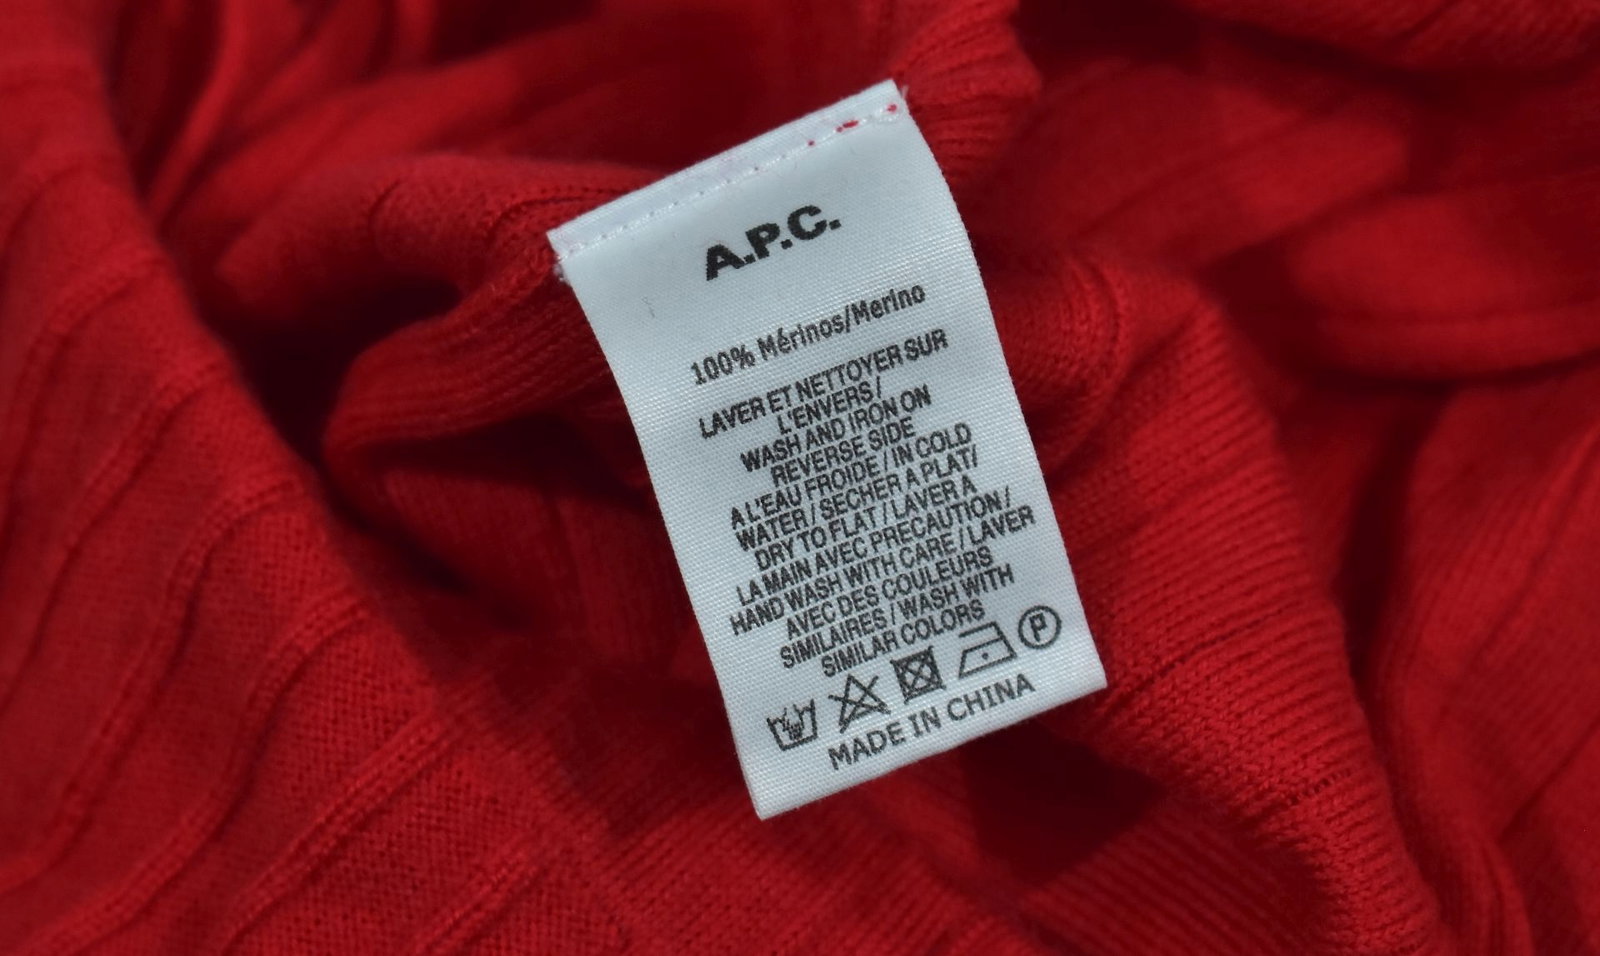 A.P.C.
100% Mérinos/Merino
LAVER ET NETTOYER SUR
L'ENVERS /
WASH AND IRON ON
REVERSE SIDE
A L'EAU FROIDE / IN COLD
WATER / SECHER A PLAT/
DRY TO FLAT / LAVER A
LA MAIN AVEC PRECAUTION /
HAND WASH WITH CARE / LAVER
AVEC DES COULEURS
SIMILAIRES / WASH WITH
SIMILAR COLORS
P
MADE IN CHINA